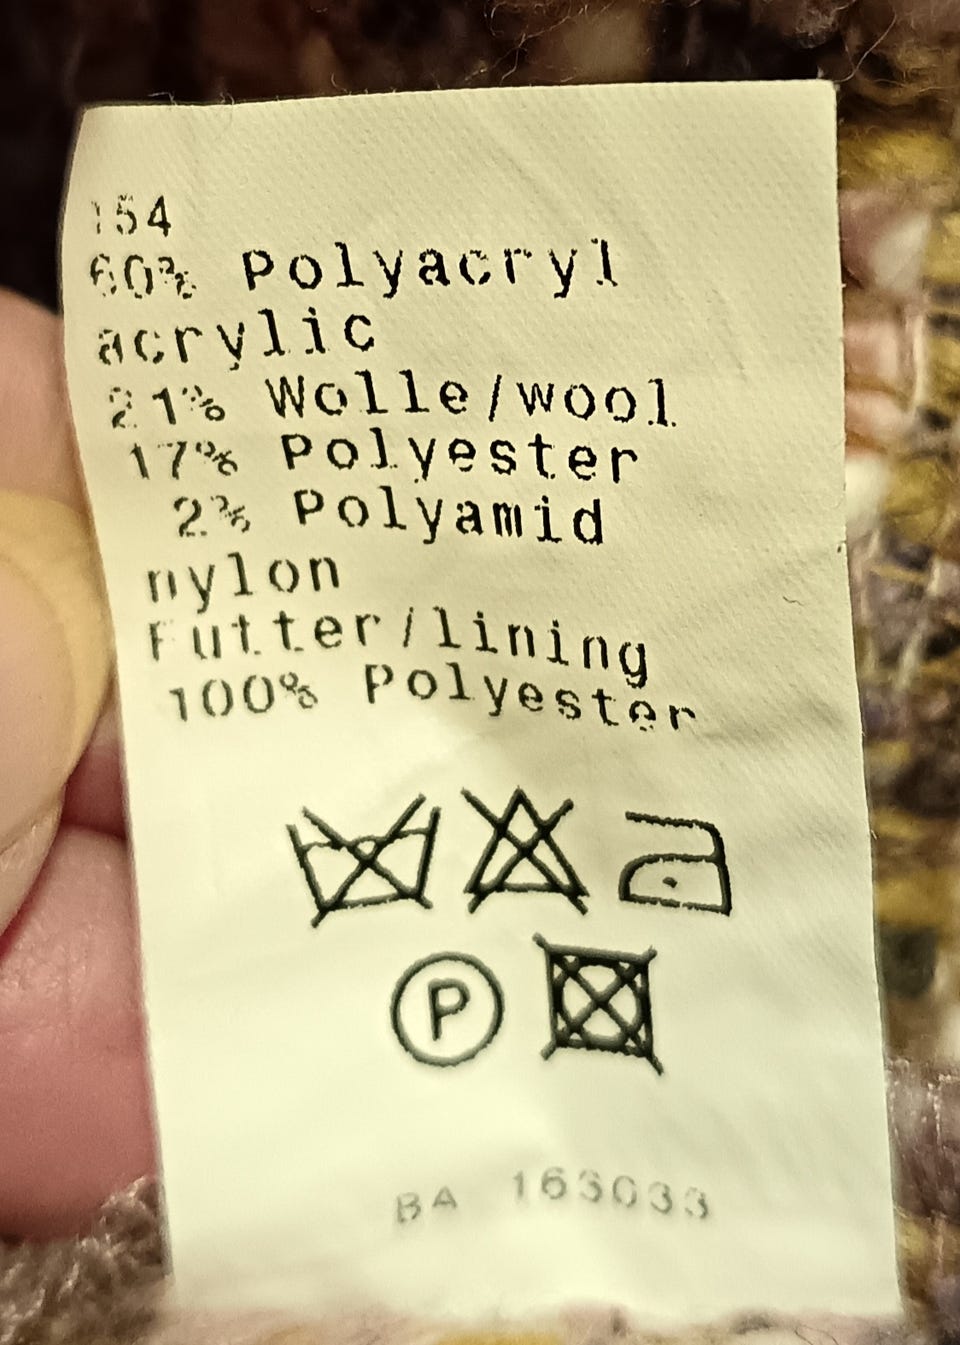 154
60% Polyacryl
acrylic
21% Wolle/wool
17% Polyester
2% Polyamid
nylon
Futter/lining
100% Polyester
P
BA 163033